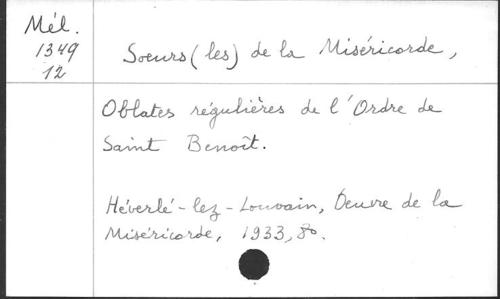 Mél.
1349
12
Soeurs (les) de la Miséricorde,
Oblates régulières de l'Ordre de
Saint Benoît.
Héverlé-lez-Louvain, Oeuvre de la
Miséricorde, 1933, 8o.